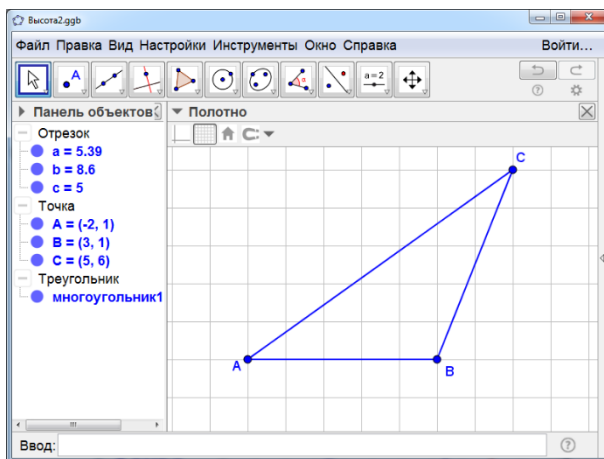 Высота2.ggb
Файл Правка Вид Настройки Инструменты Окно Справка Войти...
A a=2
Панель объектов Полотно
Отрезок
a = 5.39
b = 8.6
c = 5
Точка
A = (-2, 1)
B = (3, 1)
C = (5, 6)
Треугольник
многоугольник1
C
A
B
Ввод: